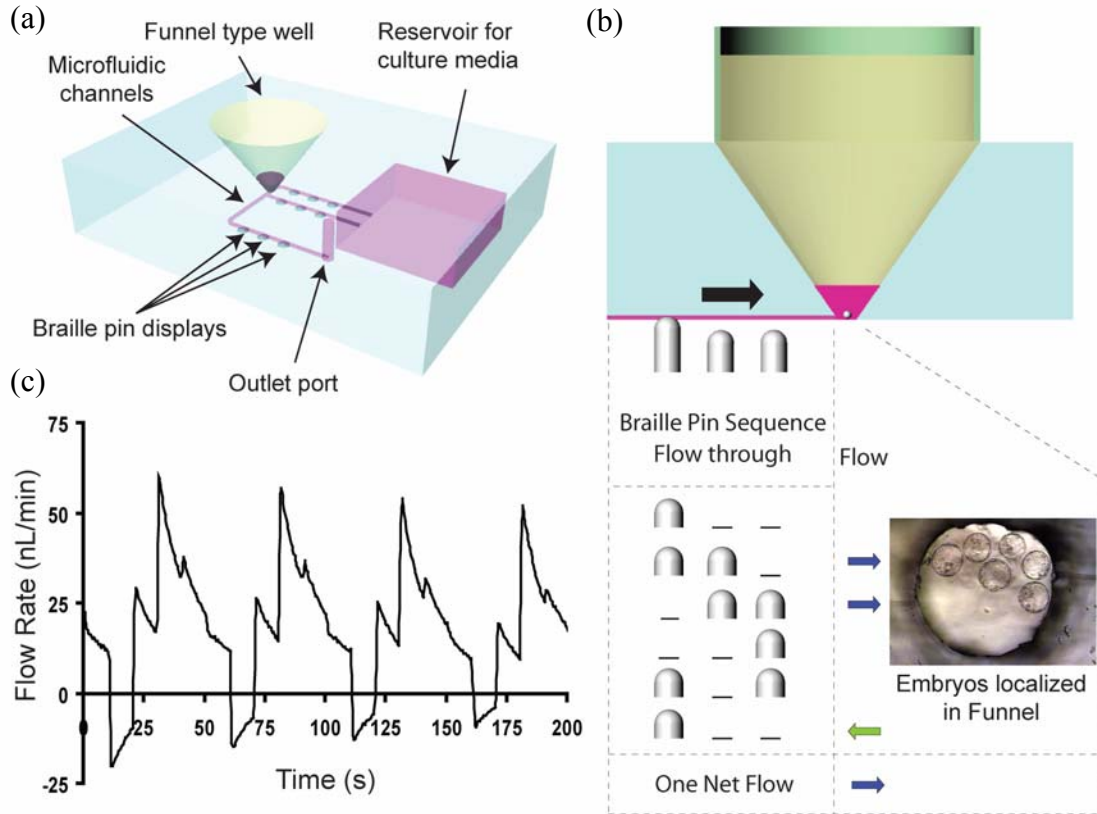 (a)
Funnel type well
Microfluidic
channels
Reservoir for
culture media
Braille pin displays
Outlet port
(b)
Braille Pin Sequence
Flow through
Flow
Embryos localized
in Funnel
One Net Flow
(c)
Flow Rate (nL/min)
75
50
25
0
-25
0
25
50
75
100
125
150
175
200
Time (s)